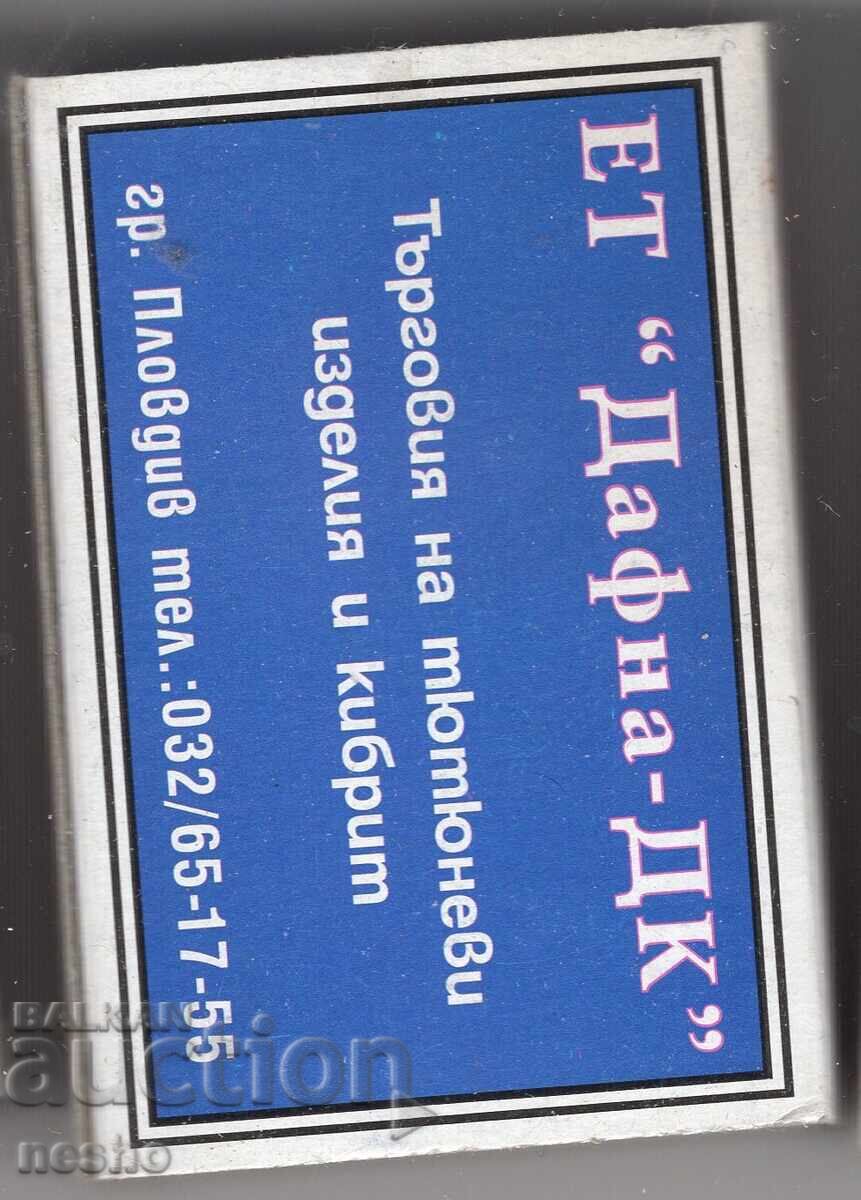 ЕТ “Дафна-ДК”
Търговия на тютюневи
изделия и кибрит
гр. Пловдив тел.:032/65-17-55
BALKAN
auction
nesho